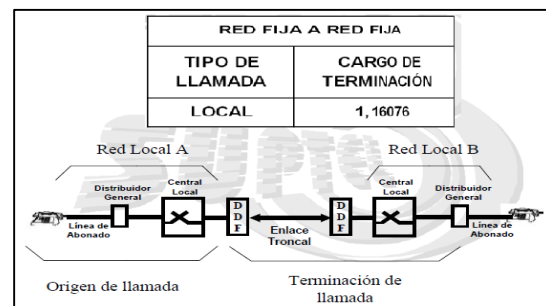 RED FIJA A RED FIJA
TIPO DE LLAMADA
CARGO DE TERMINACIÓN
LOCAL
1,16076
Red Local A
Red Local B
Distribuidor General
Central Local
Central Local
Distribuidor General
DDF
DDF
Línea de Abonado
Enlace Troncal
Línea de Abonado
Origen de llamada
Terminación de llamada